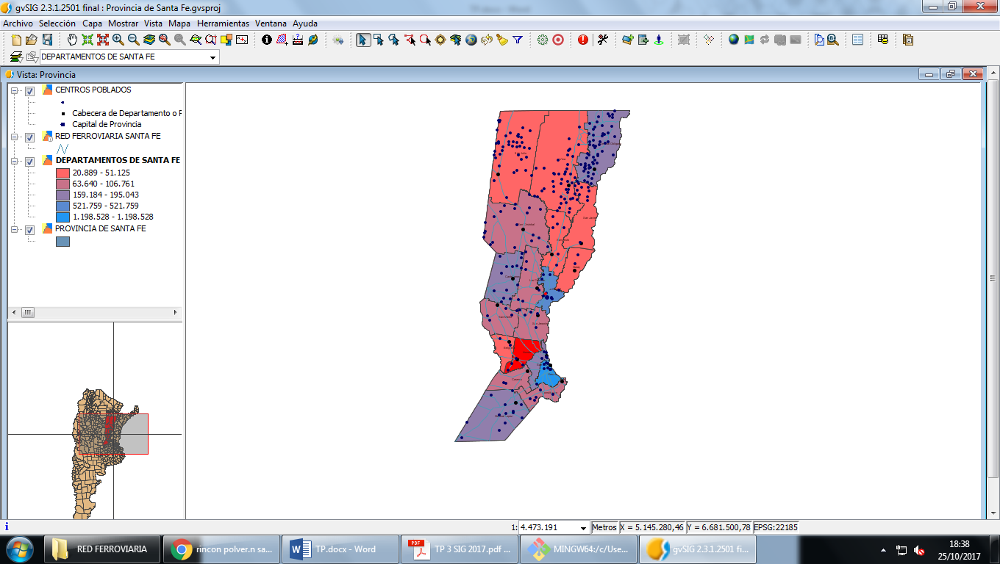 gvSIG 2.3.1.2501 final : Provincia de Santa Fe.gvsproj
Archivo Selección Capa Mostrar Vista Mapa Herramientas Ventana Ayuda
DEPARTAMENTOS DE SANTA FE
Vista: Provincia
CENTROS POBLADOS
Cabecera de Departamento o P
Capital de Provincia
RED FERROVIARIA SANTA FE
DEPARTAMENTOS DE SANTA FE
20.889 - 51.125
63.640 - 106.761
159.184 - 195.043
521.759 - 521.759
1.198.528 - 1.198.528
PROVINCIA DE SANTA FE
1: 4.473.191 Metros X = 5.145.280,46 Y = 6.681.500,78 EPSG:22185
RED FERROVIARIA
rincon polver.n sa...
TP.docx - Word
TP 3 SIG 2017.pdf ...
MINGW64:/c/Use...
gvSIG 2.3.1.2501 fi...
18:38
25/10/2017